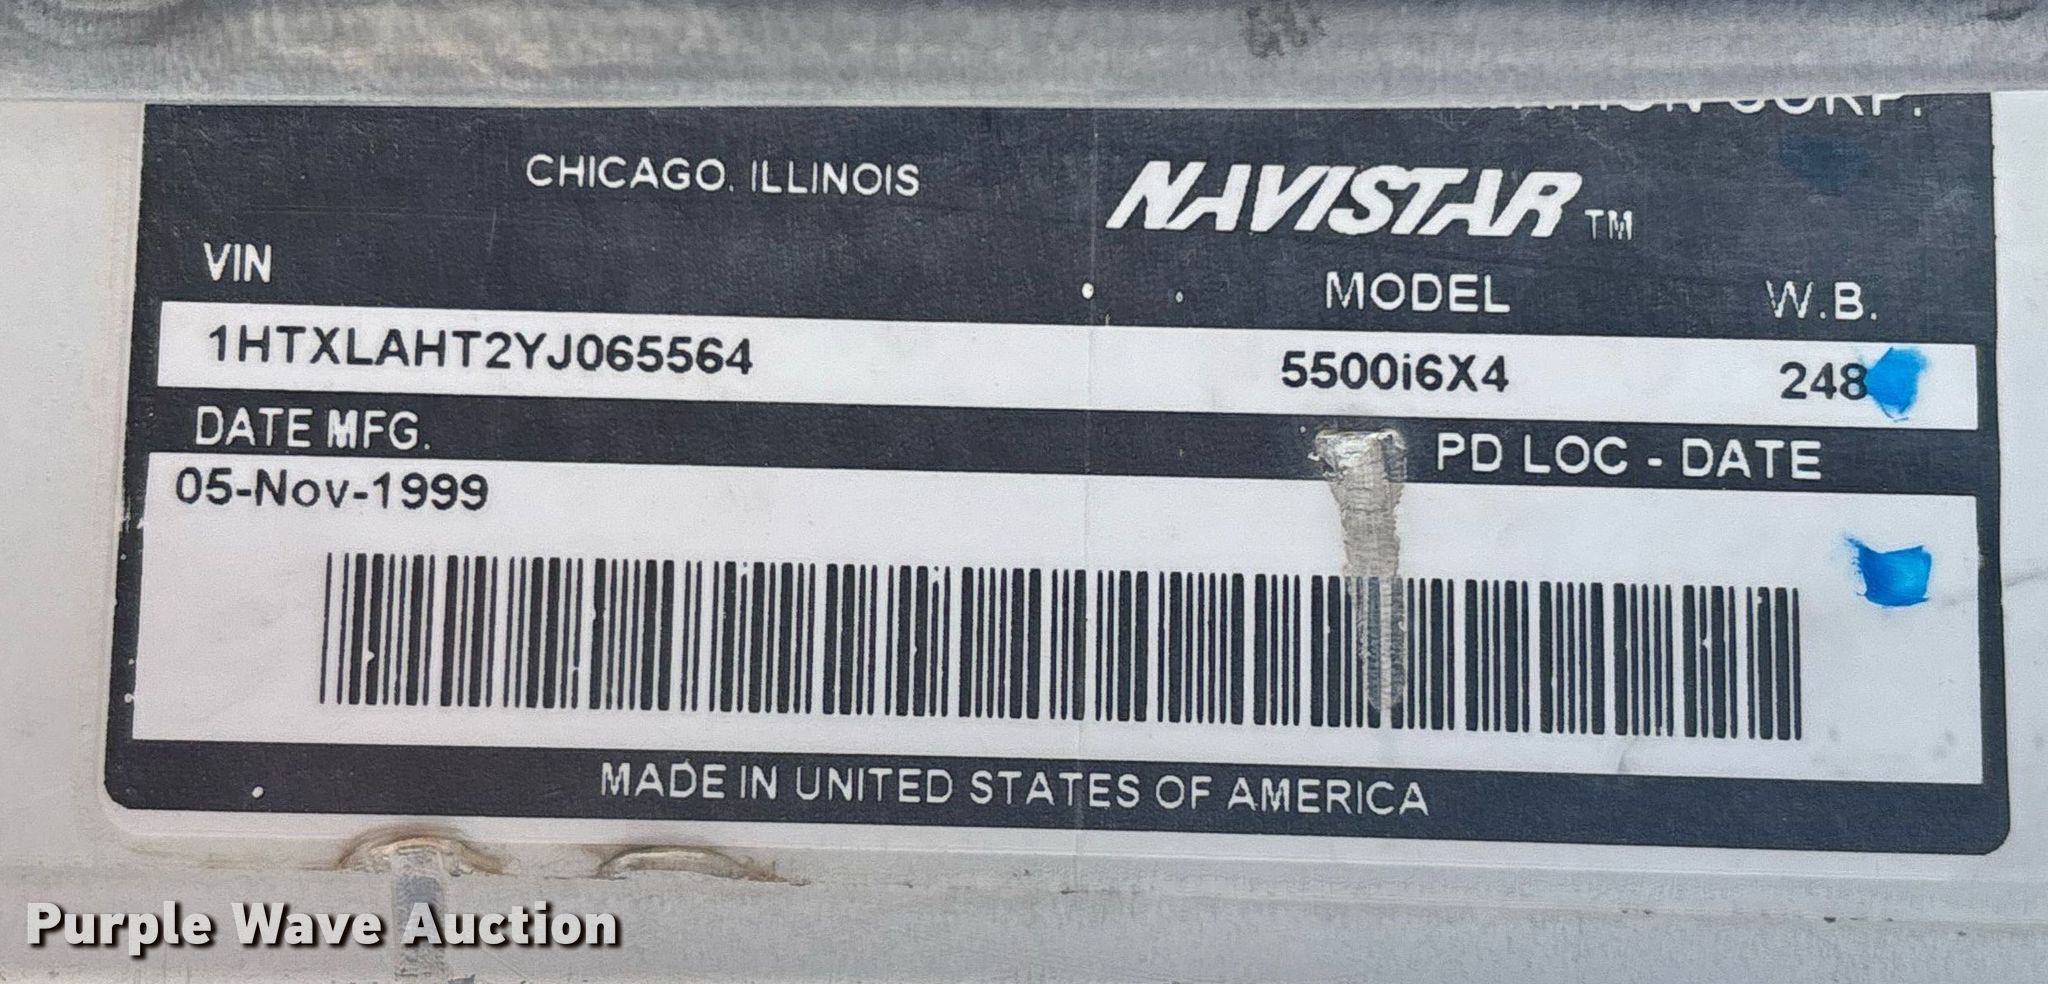 CORP.
CHICAGO, ILLINOIS
NAVISTAR TM
VIN MODEL W.B.
1HTXLAHT2YJ065564 5500i6X4 248
DATE MFG. PD LOC - DATE
05-Nov-1999
MADE IN UNITED STATES OF AMERICA
Purple Wave Auction